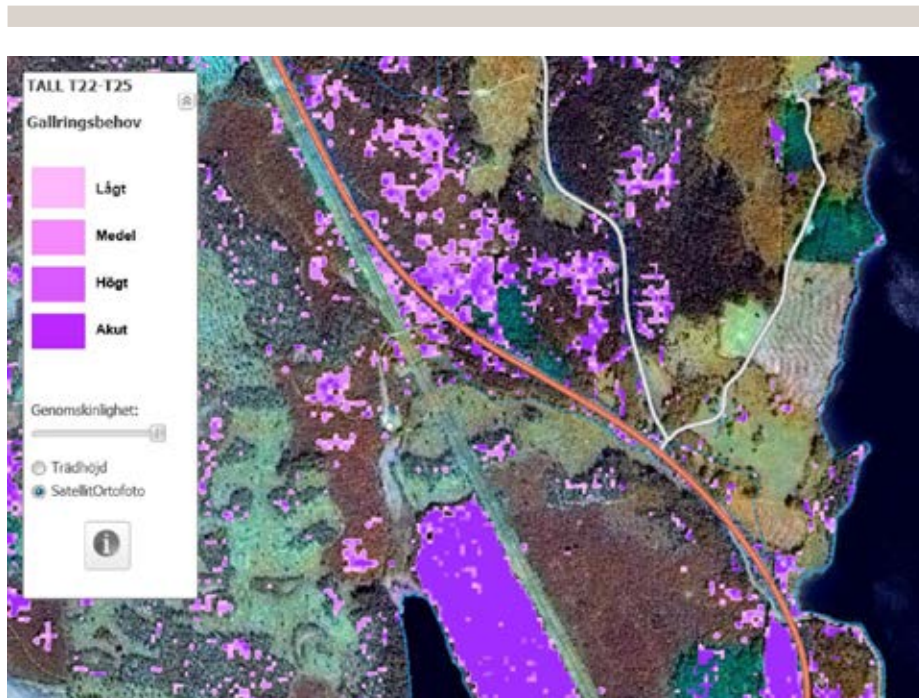 TALL T22-T25
Gallringsbehov
Lågt
Medel
Högt
Akut
Genomskinlighet:
Trädhöjd
SatellitOrtofoto
i